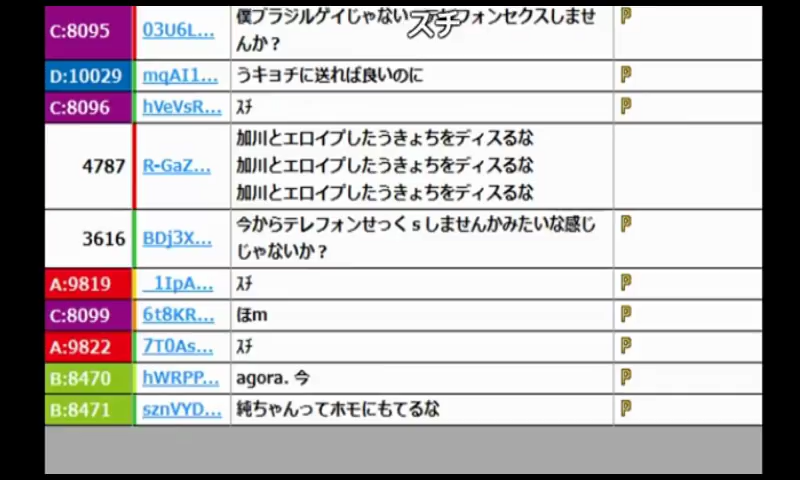 C:8095 03U6L... 僕ブラジルゲイじゃない フォンセクスしませ P
んか？
スチ
D:10029 mqAI1... うキョチに送れば良いのに P
C:8096 hVeVsR... ｽﾁ P
4787 R-GaZ... 加川とエロイプしたうきょちをディスるな
加川とエロイプしたうきょちをディスるな
加川とエロイプしたうきょちをディスるな
3616 BDj3X... 今からテレフォンせっくｓしませんかみたいな感じ P
じゃないか？
A:9819 _1IpA... ｽﾁ P
C:8099 6t8KR... ほm P
A:9822 7T0As... ｽﾁ P
B:8470 hWRPP... agora. 今 P
B:8471 sznVYD... 純ちゃんってホモにもてるな P